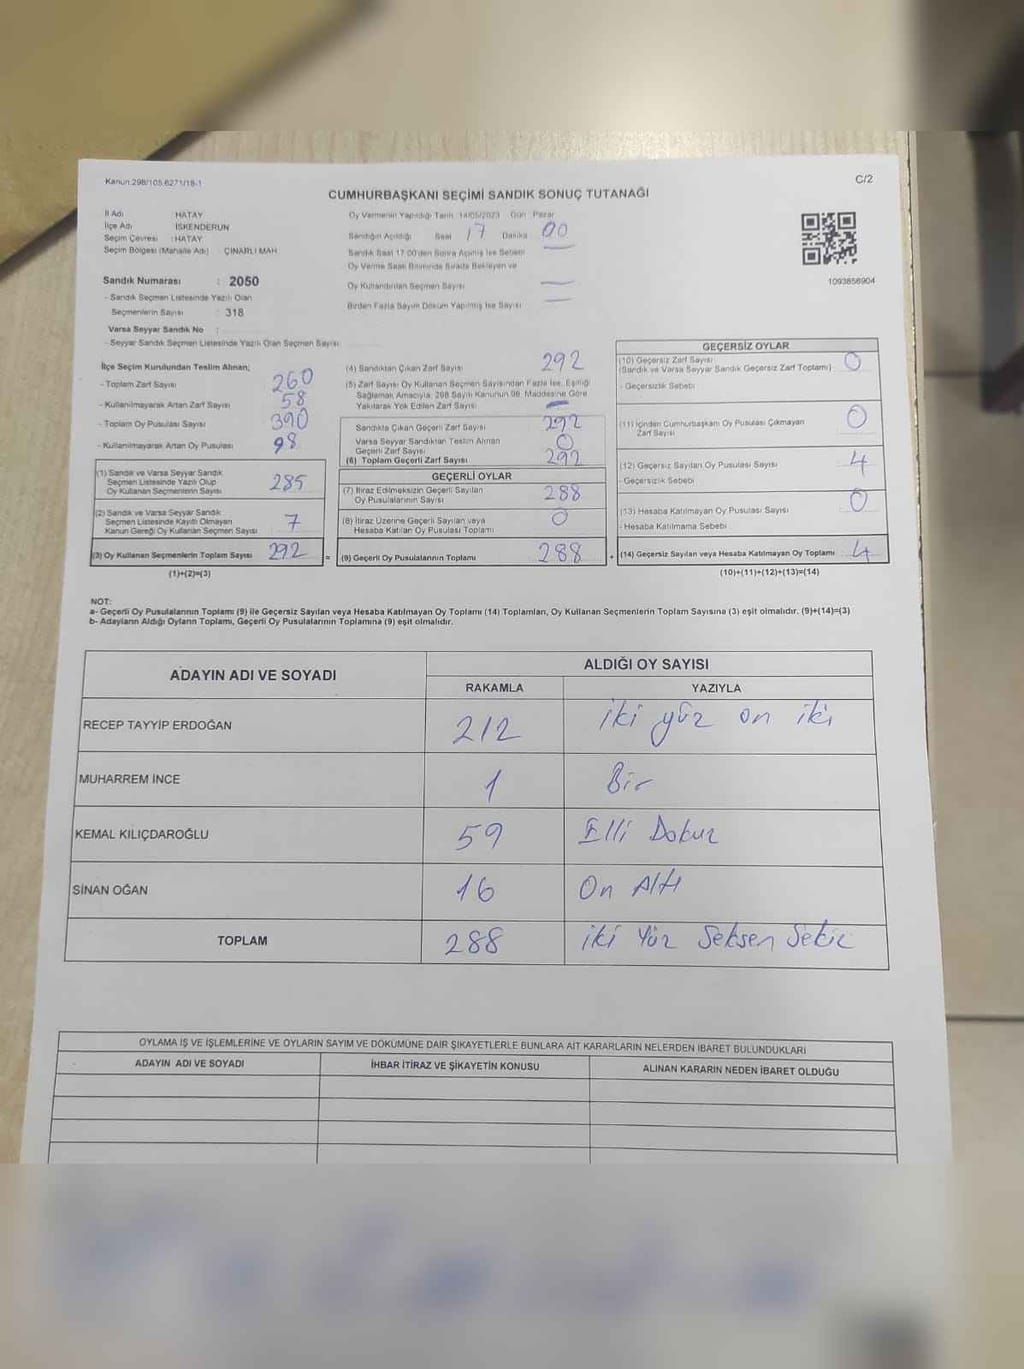 Kanun.298/105,6271/18-1
C/2
CUMHURBAŞKANI SEÇİMİ SANDIK SONUÇ TUTANAĞI
İl Adı : HATAY
İlçe Adı : İSKENDERUN
Seçim Çevresi : HATAY
Seçim Bölgesi (Mahalle Adı) : ÇINARLI MAH
Sandık Numarası : 2050
- Sandık Seçmen Listesinde Yazılı Olan
Seçmenlerin Sayısı : 318
Varsa Seyyar Sandık No :
- Seyyar Sandık Seçmen Listesinde Yazılı Olan Seçmen Sayısı
Oy Vermenin Yapıldığı Tarih 14/05/2023 Gün Pazar
Sandığın Açıldığı Saat 17 Dakika 00
Sandık Saat 17:00'den Sonra Açılmış İse Sebebi
Oy Verme Saati Bitiminde Sırada Bekleyen ve
Oy Kullandırılan Seçmen Sayısı
Birden Fazla Sayım Döküm Yapılmış İse Sayısı
1093856904
İlçe Seçim Kurulundan Teslim Alınan;
- Toplam Zarf Sayısı 260
- Kullanılmayarak Artan Zarf Sayısı 58
- Toplam Oy Pusulası Sayısı 390
- Kullanılmayarak Artan Oy Pusulası 98
(1) Sandık ve Varsa Seyyar Sandık
Seçmen Listesinde Yazılı Olup
Oy Kullanan Seçmenlerin Sayısı 285
(2) Sandık ve Varsa Seyyar Sandık
Seçmen Listesinde Kayıtlı Olmayan
Kanun Gereği Oy Kullanan Seçmen Sayısı 7
(3) Oy Kullanan Seçmenlerin Toplam Sayısı 292 =
(1)+(2)=(3)
(4) Sandıktan Çıkan Zarf Sayısı 292
(5) Zarf Sayısı Oy Kullanan Seçmen Sayısından Fazla İse, Eşitliği
Sağlamak Amacıyla, 298 Sayılı Kanunun 98. Maddesine Göre
Yakılarak Yok Edilen Zarf Sayısı
Sandıkta Çıkan Geçerli Zarf Sayısı 292
Varsa Seyyar Sandıktan Teslim Alınan
Geçerli Zarf Sayısı 0
(6) Toplam Geçerli Zarf Sayısı 292
GEÇERLİ OYLAR
(7) İtiraz Edilmeksizin Geçerli Sayılan
Oy Pusulalarının Sayısı 288
(8) İtiraz Üzerine Geçerli Sayılan veya
Hesaba Katılan Oy Pusulası Toplamı 0
(9) Geçerli Oy Pusulalarının Toplamı 288 +
GEÇERSİZ OYLAR
(10) Geçersiz Zarf Sayısı
(Sandık ve Varsa Seyyar Sandık Geçersiz Zarf Toplamı) 0
- Geçersizlik Sebebi
(11) İçinden Cumhurbaşkanı Oy Pusulası Çıkmayan
Zarf Sayısı 0
(12) Geçersiz Sayılan Oy Pusulası Sayısı 4
- Geçersizlik Sebebi
(13) Hesaba Katılmayan Oy Pusulası Sayısı 0
- Hesaba Katılmama Sebebi
(14) Geçersiz Sayılan veya Hesaba Katılmayan Oy Toplamı 4
(10)+(11)+(12)+(13)=(14)
NOT:
a- Geçerli Oy Pusulalarının Toplamı (9) ile Geçersiz Sayılan veya Hesaba Katılmayan Oy Toplamı (14) Toplamları, Oy Kullanan Seçmenlerin Toplam Sayısına (3) eşit olmalıdır. (9)+(14)=(3)
b- Adayların Aldığı Oyların Toplamı, Geçerli Oy Pusulalarının Toplamına (9) eşit olmalıdır.
ADAYIN ADI VE SOYADI
ALDIĞI OY SAYISI
RAKAMLA YAZIYLA
RECEP TAYYİP ERDOĞAN 212 iki yüz on iki
MUHARREM İNCE 1 Bir
KEMAL KILIÇDAROĞLU 59 Elli Dokuz
SİNAN OĞAN 16 On Altı
TOPLAM 288 iki Yüz Seksen Sekiz
OYLAMA İŞ VE İŞLEMLERİNE VE OYLARIN SAYIM VE DÖKÜMÜNE DAİR ŞİKAYETLERLE BUNLARA AİT KARARLARIN NELERDEN İBARET BULUNDUKLARI
ADAYIN ADI VE SOYADI İHBAR İTİRAZ VE ŞİKAYETİN KONUSU ALINAN KARARIN NEDEN İBARET OLDUĞU